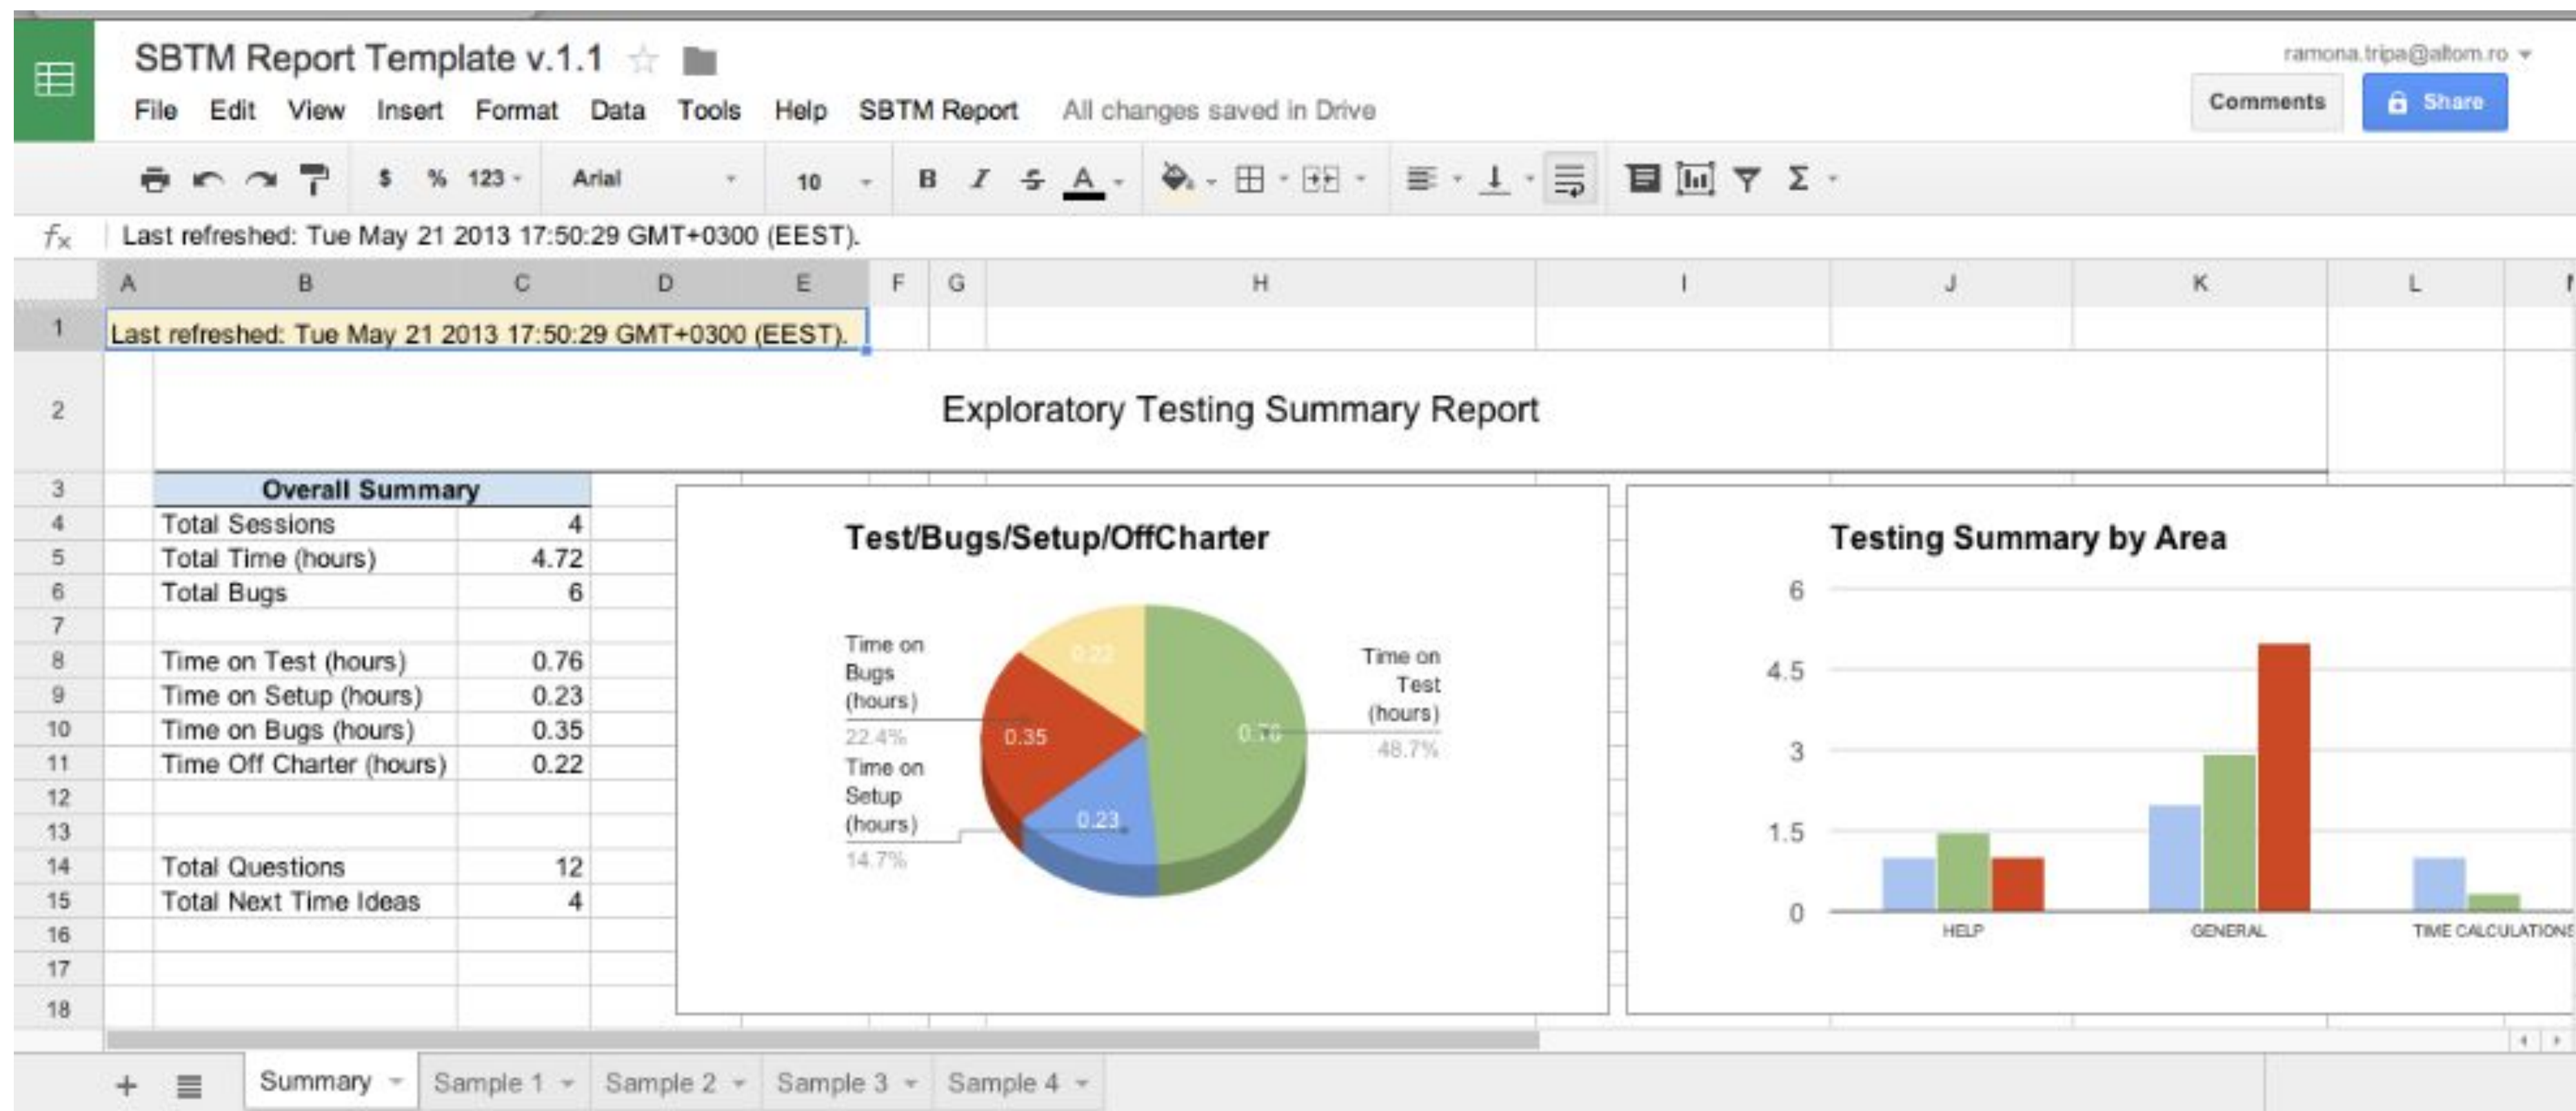 SBTM Report Template v.1.1
ramona.tripa@altom.ro
File Edit View Insert Format Data Tools Help SBTM Report All changes saved in Drive
Comments
Share
$ % 123 Arial 10 B I S A Σ
fx Last refreshed: Tue May 21 2013 17:50:29 GMT+0300 (EEST).
A B C D E F G H I J K L
1 Last refreshed: Tue May 21 2013 17:50:29 GMT+0300 (EEST).
2 Exploratory Testing Summary Report
3 Overall Summary
4 Total Sessions 4
5 Total Time (hours) 4.72
6 Total Bugs 6
7
8 Time on Test (hours) 0.76
9 Time on Setup (hours) 0.23
10 Time on Bugs (hours) 0.35
11 Time Off Charter (hours) 0.22
12
13
14 Total Questions 12
15 Total Next Time Ideas 4
16
17
18
Test/Bugs/Setup/OffCharter
Time on
Bugs
(hours)
22.4%
Time on
Setup
(hours)
14.7%
0.22
0.35
0.23
0.76
Time on
Test
(hours)
48.7%
Testing Summary by Area
6
4.5
3
1.5
0
HELP GENERAL TIME CALCULATIONS
+ Summary Sample 1 Sample 2 Sample 3 Sample 4